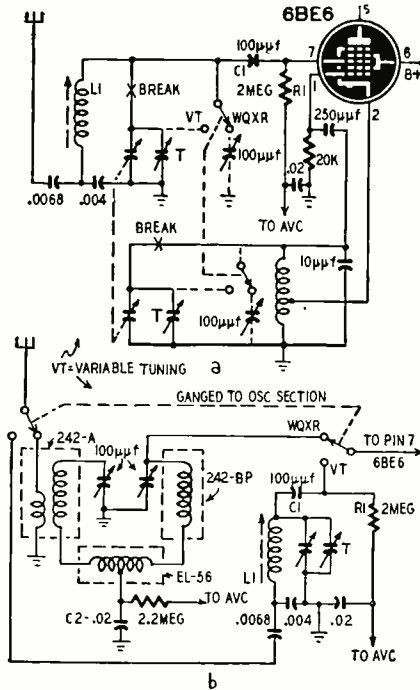 6BE6
5
100μμf
7
6
B+
C1
1
2
L1
BREAK
2MEG
R1
VT
WQXR
250μμf
T
100μμf
.02
20K
.0068
.004
TO AVC
BREAK
10μμf
T
100μμf
a
VT=VARIABLE TUNING
GANGED TO OSC SECTION
242-A
WQXR
TO PIN 7
6BE6
100μμf
VT
242-BP
100μμf
C1
R1
2MEG
EL-56
L1
T
TO AVC
C2-.02
2.2MEG
.0068
.004
.02
TO AVC
b